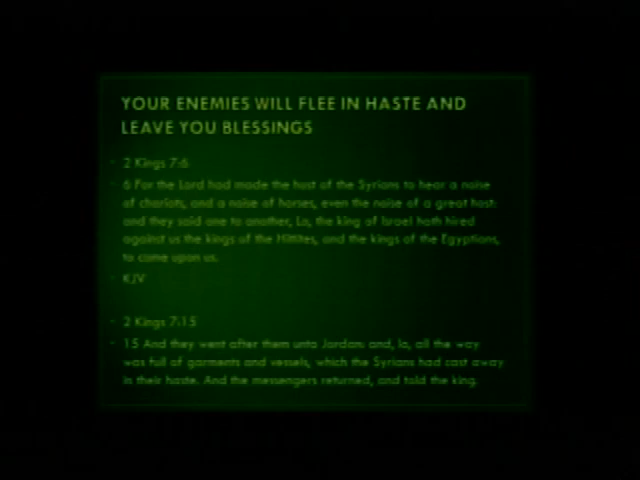 YOUR ENEMIES WILL FLEE IN HASTE AND
LEAVE YOU BLESSINGS
2 Kings 7:6
6 For the Lord had made the host of the Syrians to hear a noise
of chariots, and a noise of horses, even the noise of a great host:
and they said one to another, Lo, the king of Israel hath hired
against us the kings of the Hittites, and the kings of the Egyptians,
to come upon us.
KJV
2 Kings 7:15
15 And they went after them unto Jordan: and, lo, all the way
was full of garments and vessels, which the Syrians had cast away
in their haste. And the messengers returned, and told the king.